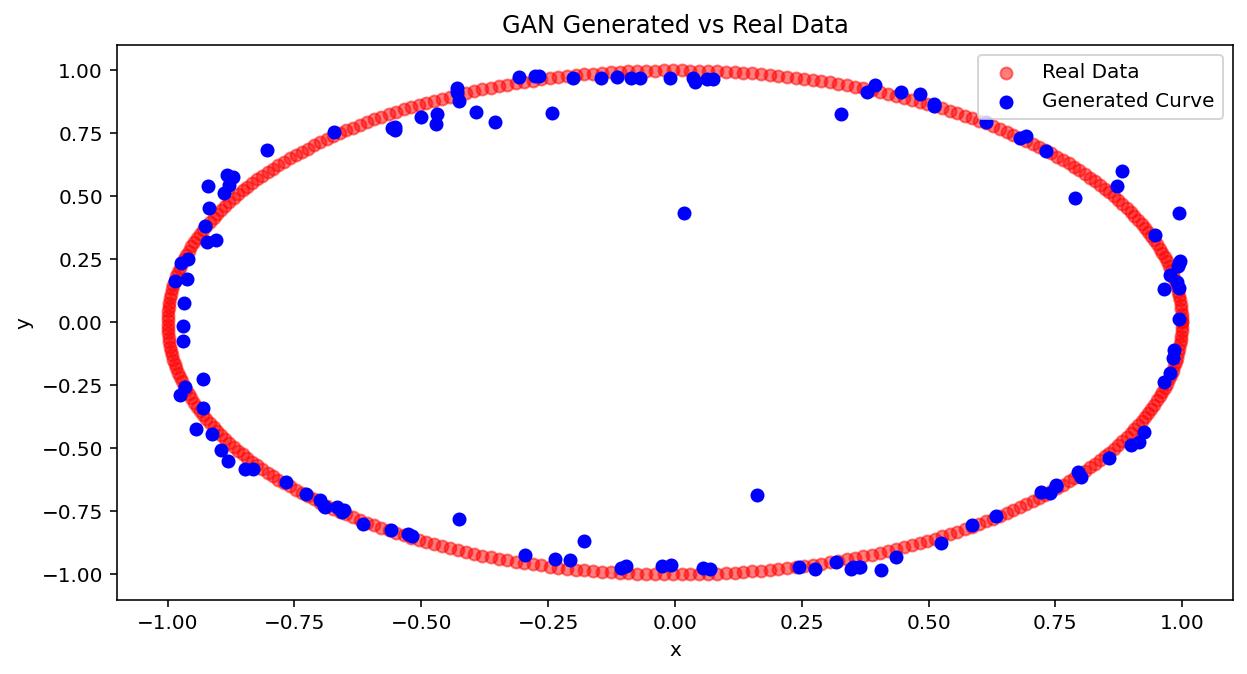 GAN Generated vs Real Data
Real Data
Generated Curve
1.00
0.75
0.50
0.25
0.00
−0.25
−0.50
−0.75
−1.00
y
−1.00 −0.75 −0.50 −0.25 0.00 0.25 0.50 0.75 1.00
x